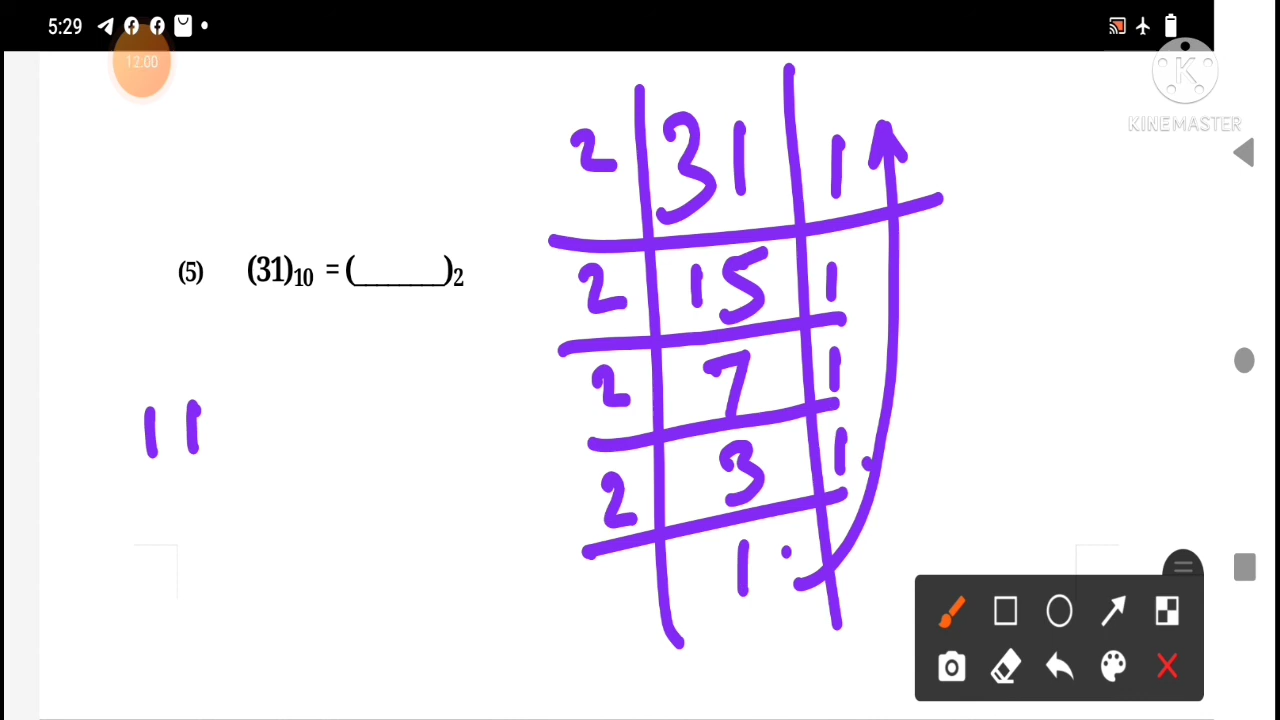 5:29
12:00
KINEMASTER
2 31 1
2 15 1
(5) (31)10 = (________)2
2 7 1
11
2 3 1.
1.